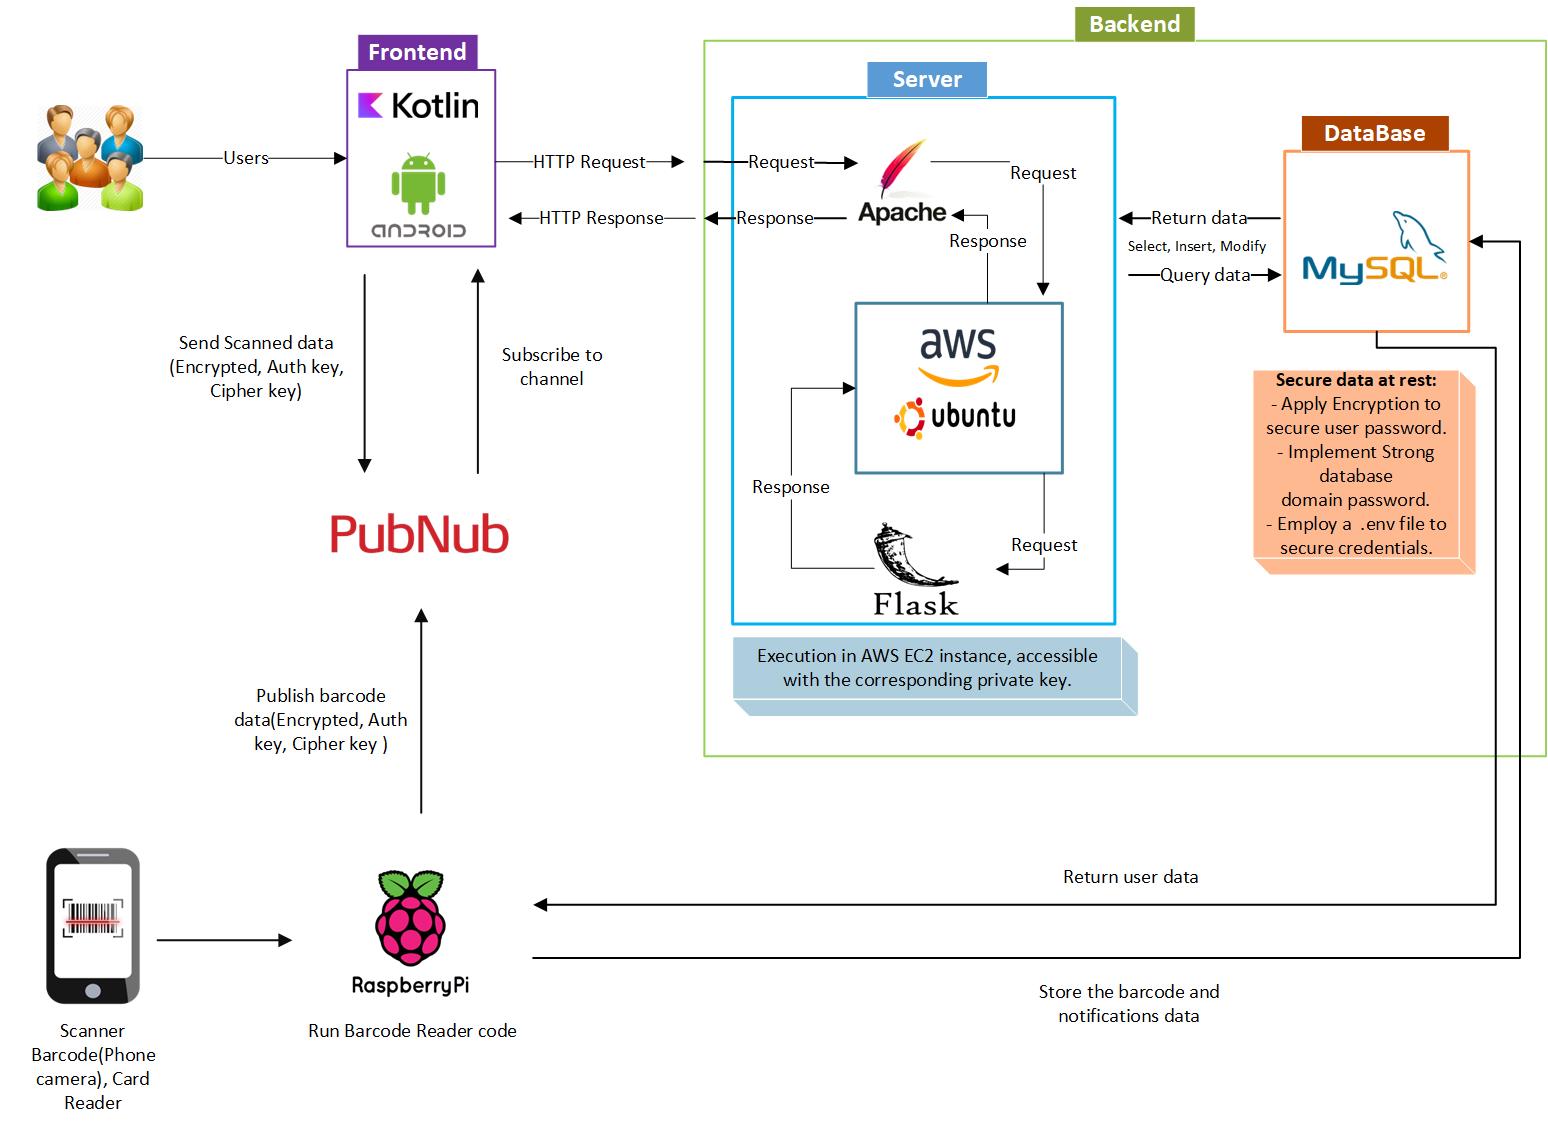 Backend
Frontend
Server
Kotlin
DataBase
Users
HTTP Request
Request
Request
ANDROID
HTTP Response
Response
Apache
Response
Return data
Select, Insert, Modify
Query data
MySQL®
Send Scanned data
(Encrypted, Auth key,
Cipher key)
Subscribe to
channel
aws
ubuntu
Secure data at rest:
- Apply Encryption to
secure user password.
- Implement Strong
database
domain password.
- Employ a .env file to
secure credentials.
Response
PubNub
Request
Flask
Execution in AWS EC2 instance, accessible
with the corresponding private key.
Publish barcode
data(Encrypted, Auth
key, Cipher key )
Return user data
RaspberryPi
Store the barcode and
notifications data
Scanner
Barcode(Phone
camera), Card
Reader
Run Barcode Reader code